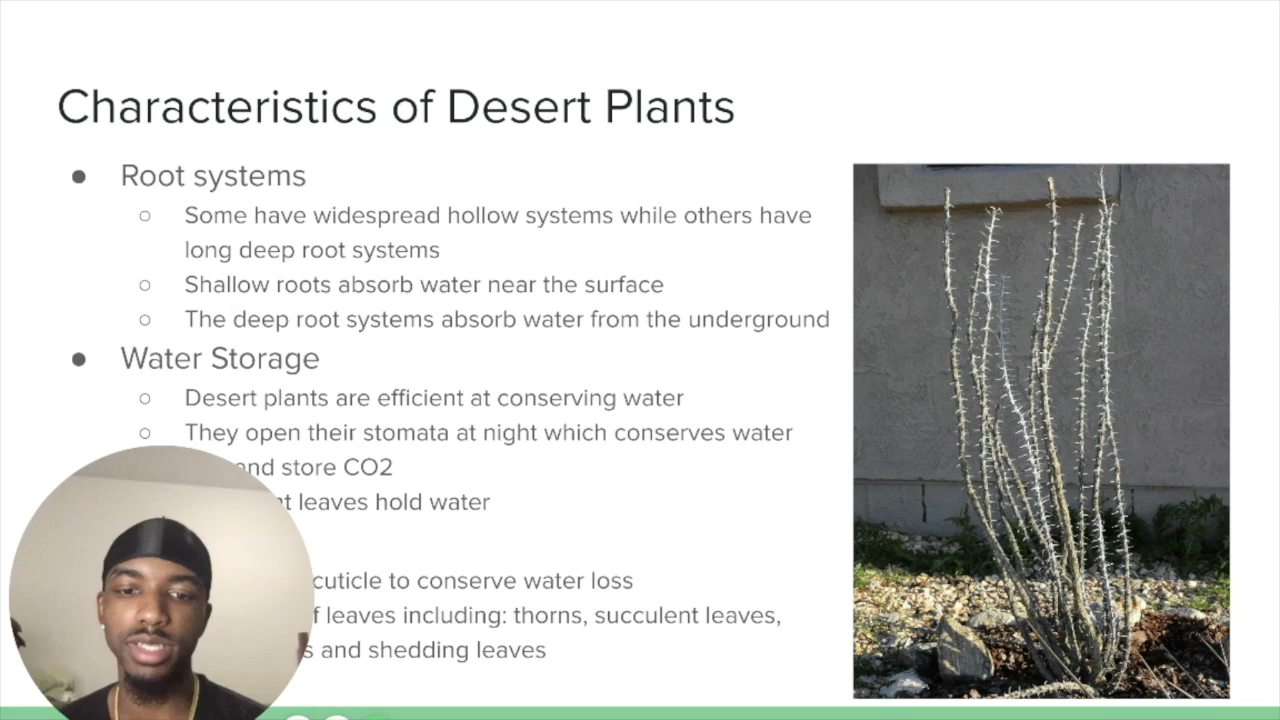 Characteristics of Desert Plants
● Root systems
○ Some have widespread hollow systems while others have
long deep root systems
○ Shallow roots absorb water near the surface
○ The deep root systems absorb water from the underground
● Water Storage
○ Desert plants are efficient at conserving water
○ They open their stomata at night which conserves water
and store CO2
leaves hold water
cuticle to conserve water loss
leaves including: thorns, succulent leaves,
and shedding leaves